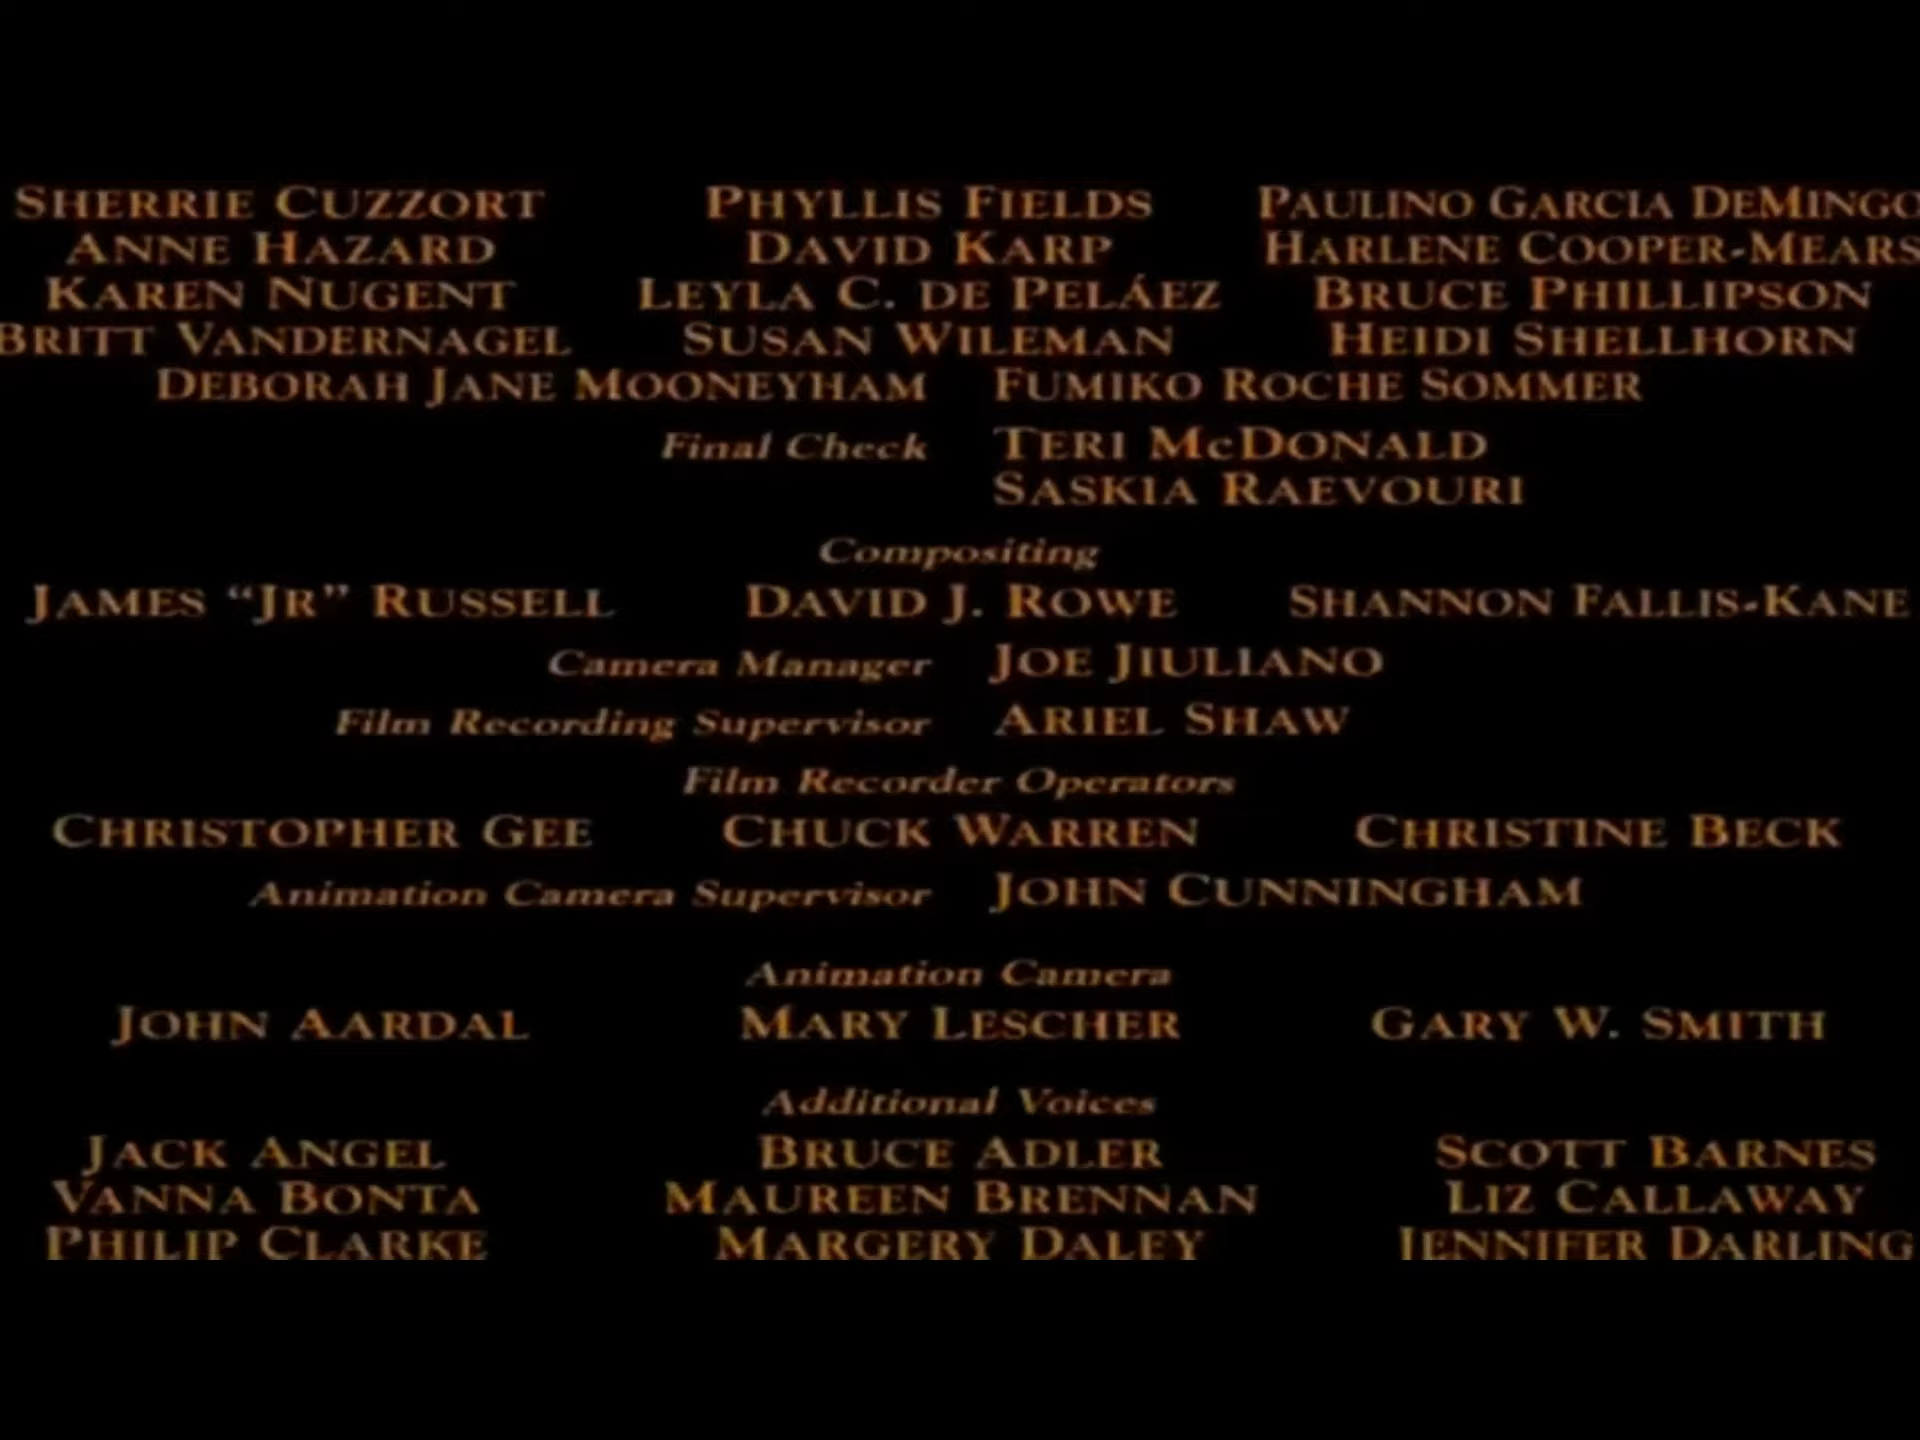 SHERRIE CUZZORT PHYLLIS FIELDS PAULINO GARCIA DEMINGO
ANNE HAZARD DAVID KARP HARLENE COOPER-MEARS
KAREN NUGENT LEYLA C. DE PELÁEZ BRUCE PHILLIPSON
BRITT VANDERNAGEL SUSAN WILEMAN HEIDI SHELLHORN
DEBORAH JANE MOONEYHAM FUMIKO ROCHE SOMMER
Final Check TERI McDONALD
SASKIA RAEVOURI
Compositing
JAMES “JR” RUSSELL DAVID J. ROWE SHANNON FALLIS-KANE
Camera Manager JOE JIULIANO
Film Recording Supervisor ARIEL SHAW
Film Recorder Operators
CHRISTOPHER GEE CHUCK WARREN CHRISTINE BECK
Animation Camera Supervisor JOHN CUNNINGHAM
Animation Camera
JOHN AARDAL MARY LESCHER GARY W. SMITH
Additional Voices
JACK ANGEL BRUCE ADLER SCOTT BARNES
VANNA BONTA MAUREEN BRENNAN LIZ CALLAWAY
PHILIP CLARKE MARGERY DALEY JENNIFER DARLING